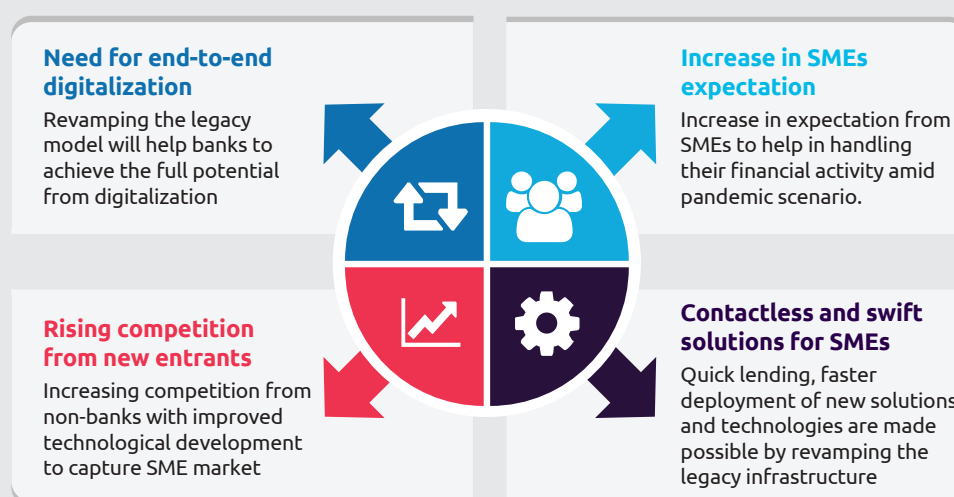 Need for end-to-end
digitalization
Revamping the legacy
model will help banks to
achieve the full potential
from digitalization
Increase in SMEs
expectation
Increase in expectation from
SMEs to help in handling
their financial activity amid
pandemic scenario.
Rising competition
from new entrants
Increasing competition from
non-banks with improved
technological development
to capture SME market
Contactless and swift
solutions for SMEs
Quick lending, faster
deployment of new solutions
and technologies are made
possible by revamping the
legacy infrastructure